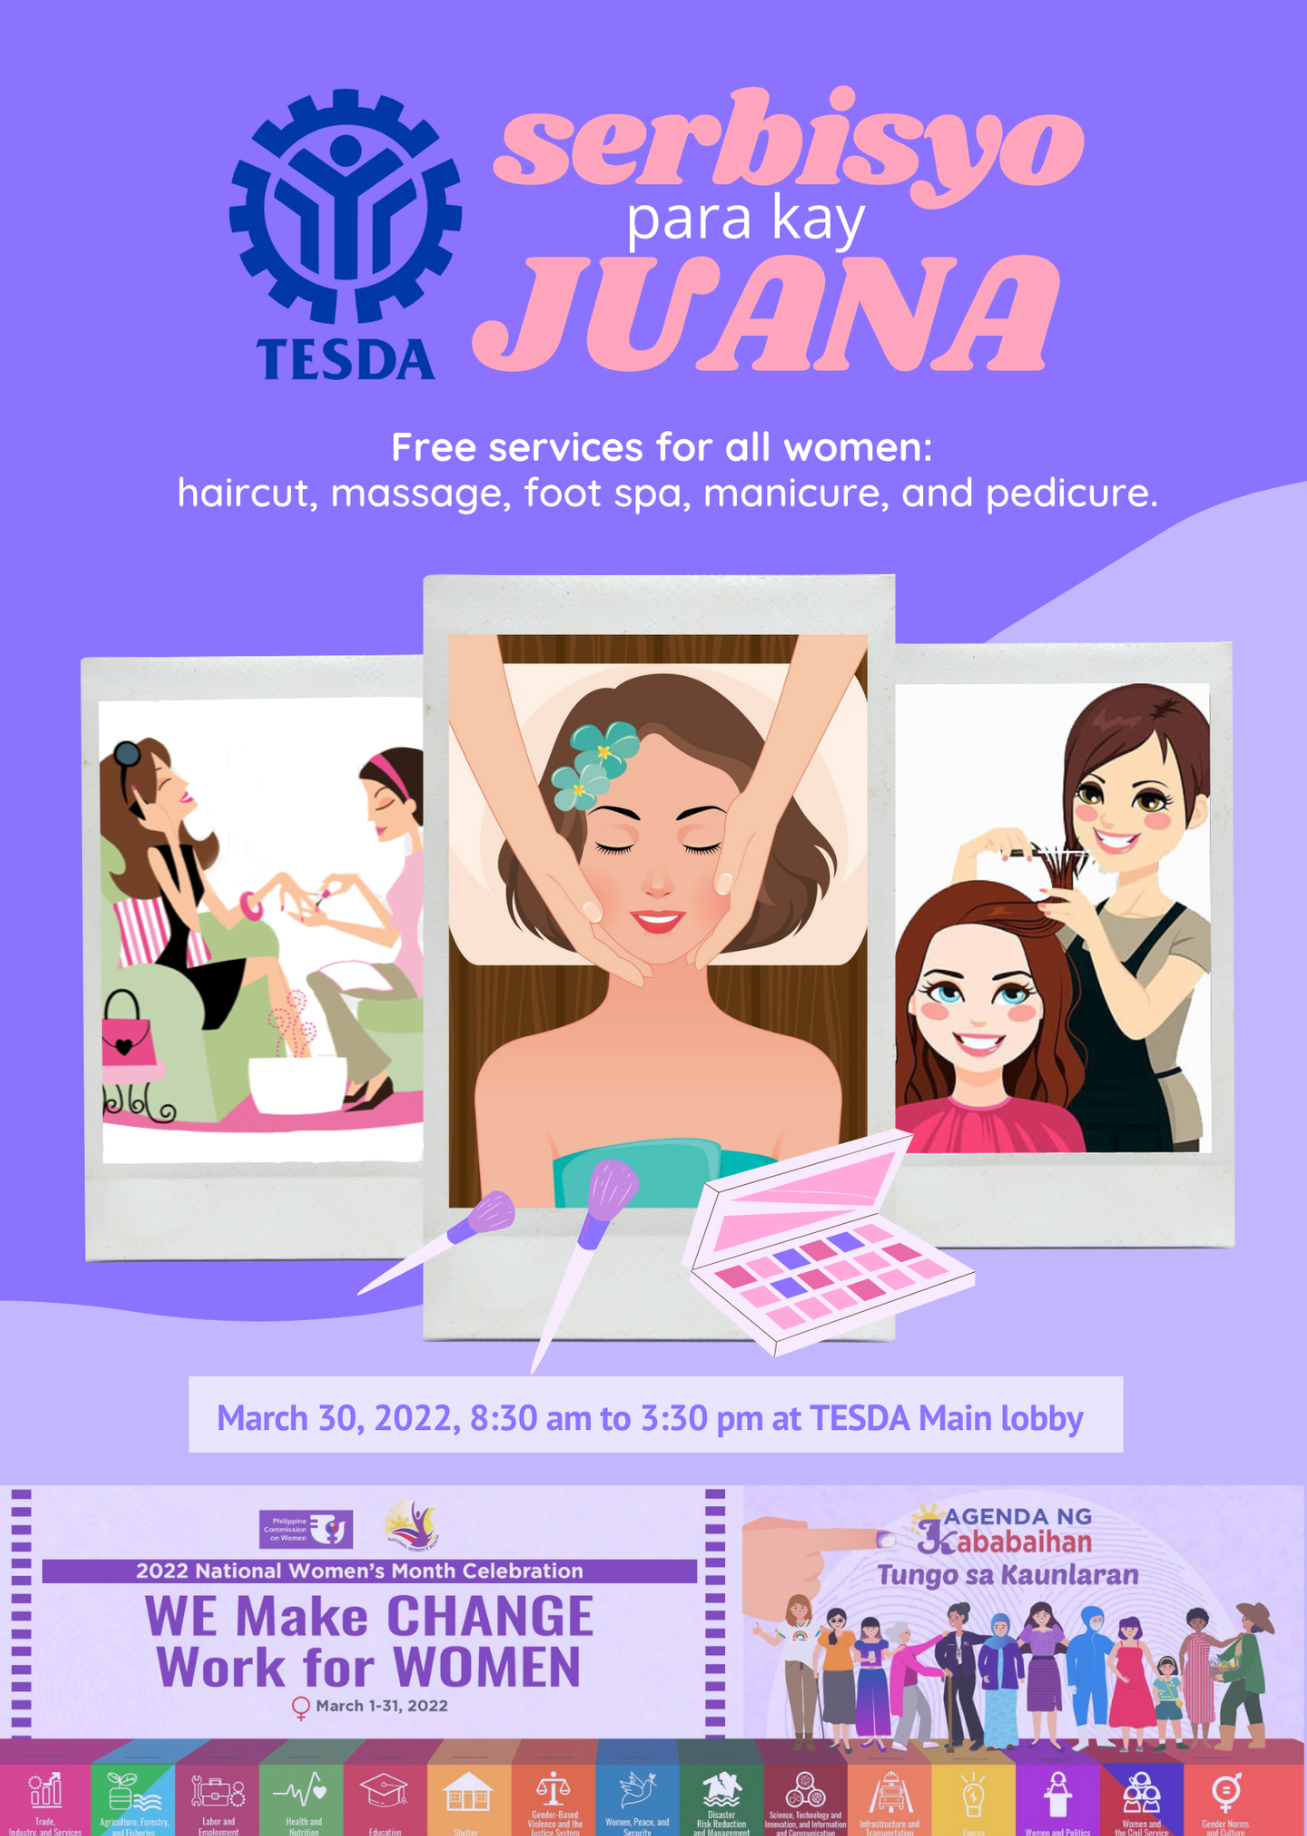 TESDA
serbisyo
para kay
JUANA
Free services for all women:
haircut, massage, foot spa, manicure, and pedicure.
March 30, 2022, 8:30 am to 3:30 pm at TESDA Main lobby
Philippine
Commission
on Women
2022 National Women's Month Celebration
WE Make CHANGE
Work for WOMEN
March 1-31, 2022
AGENDA NG
Kababaihan
Tungo sa Kaunlaran
Trade,
Industry, and Services
Agriculture, Forestry,
and Fisheries
Labor and
Employment
Health and
Nutrition
Education
Shelter
Gender-Based
Violence and the
Justice System
Women, Peace, and
Security
Disaster
Risk Reduction
and Management
Science, Technology and
Innovation, and Information
and Communication
Infrastructure and
Transportation
Energy
Women and Politics
Women and
the Civil Service
Gender Norms
and Culture